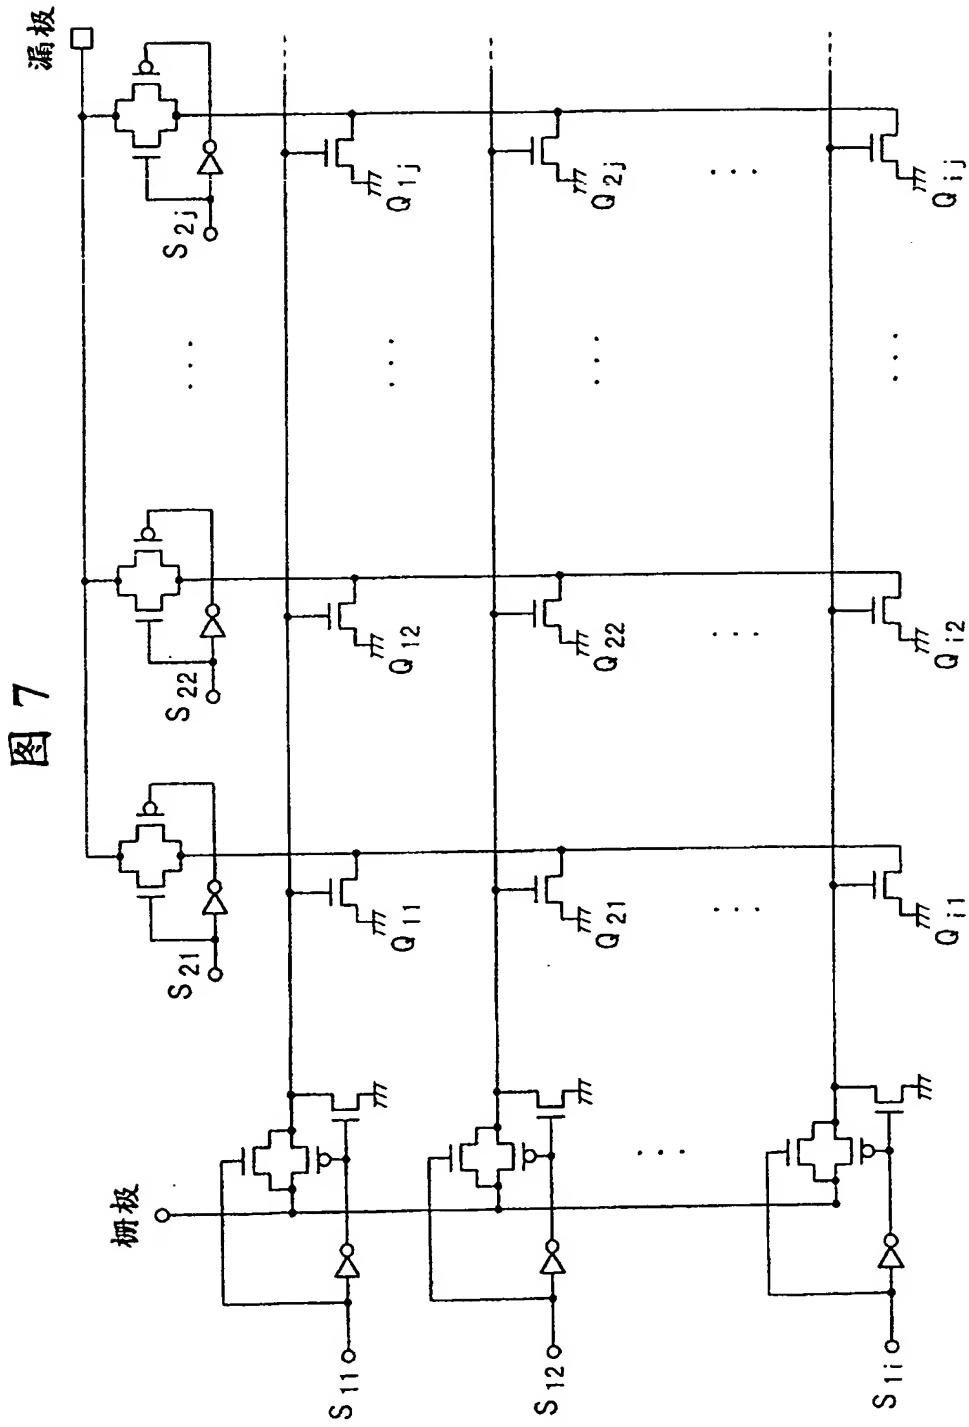 图 7
漏极
栅极
S21
S22
S2j
S11
Q11
Q12
Q1j
S12
Q21
Q22
Q2j
S1i
Qi1
Qi2
Qij